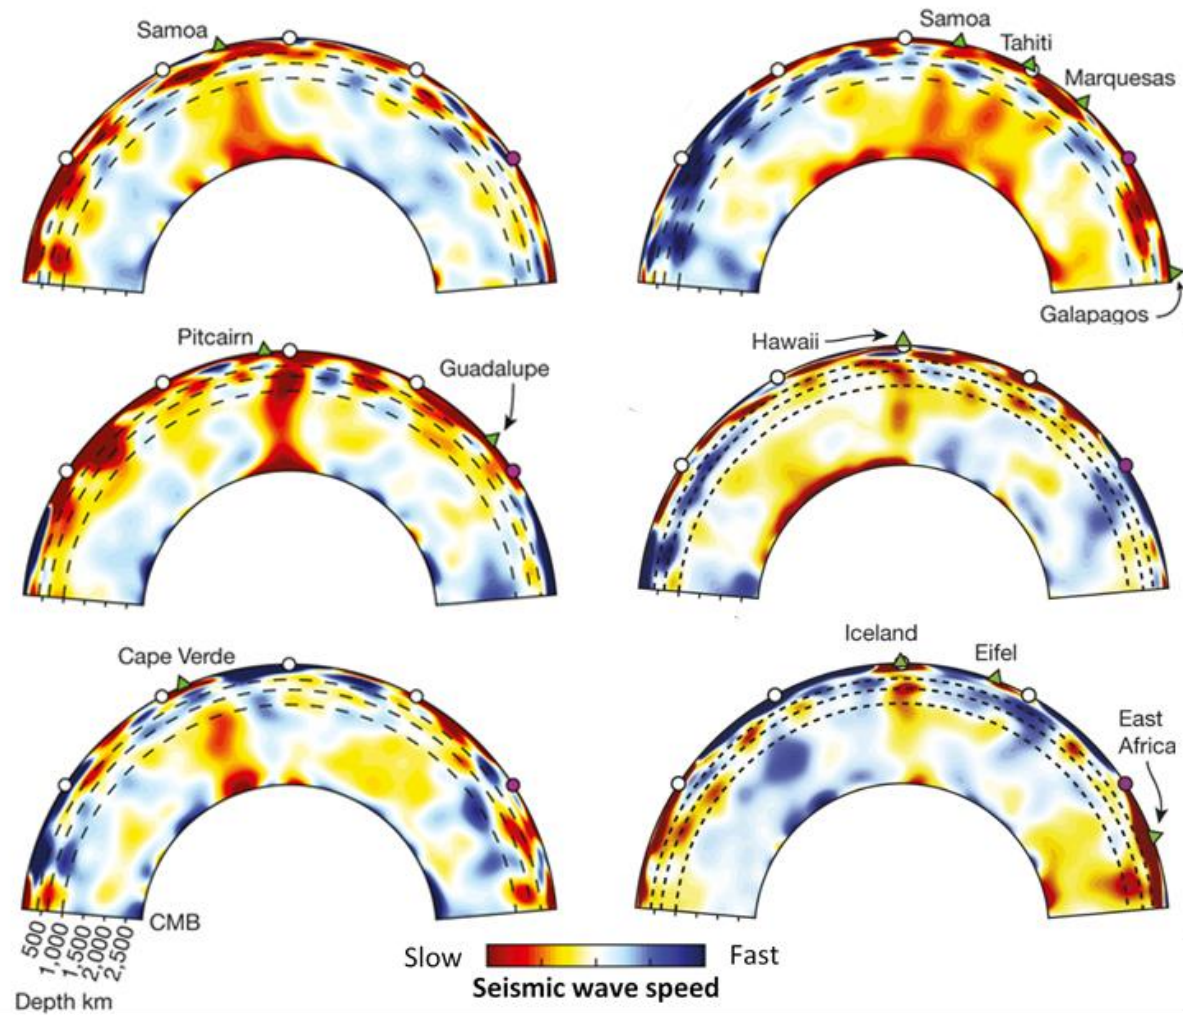 Samoa
Samoa
Tahiti
Marquesas
Galapagos
Pitcairn
Guadalupe
Hawaii
Cape Verde
Iceland
Eifel
East
Africa
CMB
500
1,000
1,500
2,000
2,500
Depth km
Slow
Fast
Seismic wave speed